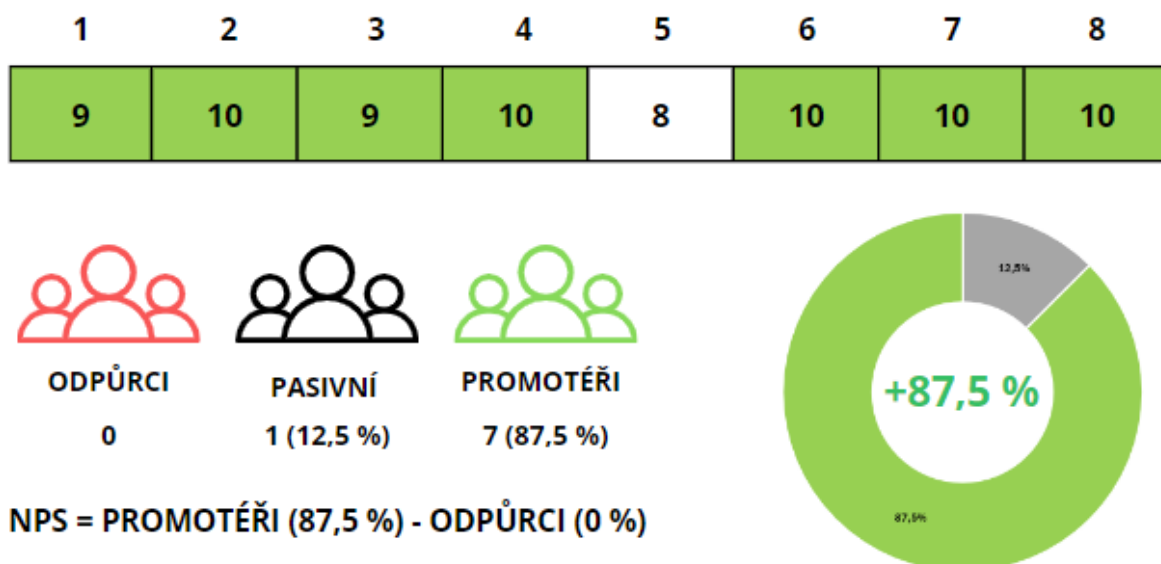 1 2 3 4 5 6 7 8
9 10 9 10 8 10 10 10
12,5%
ODPŮRCI PASIVNÍ PROMOTÉŘI
0 1 (12,5 %) 7 (87,5 %)
+87,5 %
NPS = PROMOTÉŘI (87,5 %) - ODPŮRCI (0 %)
87,5%